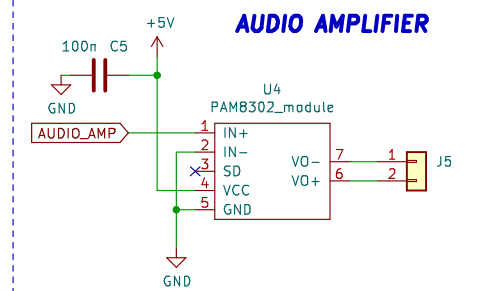 AUDIO AMPLIFIER
+5V
100n C5
GND
U4
PAM8302_module
AUDIO_AMP
1 IN+
2 IN-
3 SD
4 VCC
5 GND
VO- 7
VO+ 6
1
2
J5
GND